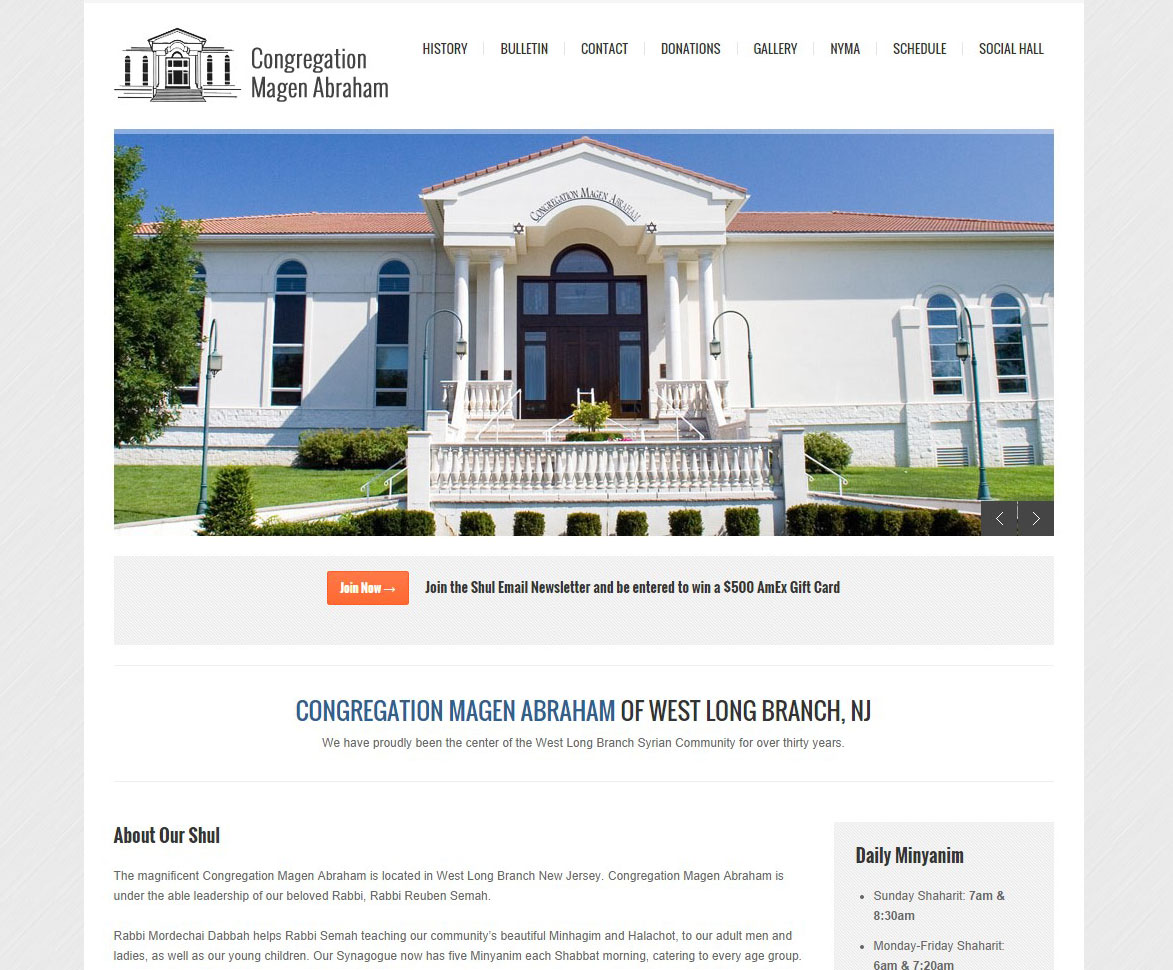 Congregation
Magen Abraham
HISTORY
BULLETIN
CONTACT
DONATIONS
GALLERY
NYMA
SCHEDULE
SOCIAL HALL
CONGREGATION MAGEN ABRAHAM
Join Now →
Join the Shul Email Newsletter and be entered to win a $500 AmEx Gift Card
CONGREGATION MAGEN ABRAHAM OF WEST LONG BRANCH, NJ
We have proudly been the center of the West Long Branch Syrian Community for over thirty years.
About Our Shul
The magnificent Congregation Magen Abraham is located in West Long Branch New Jersey. Congregation Magen Abraham is
under the able leadership of our beloved Rabbi, Rabbi Reuben Semah.
Rabbi Mordechai Dabbah helps Rabbi Semah teaching our community's beautiful Minhagim and Halachot, to our adult men and
ladies, as well as our young children. Our Synagogue now has five Minyanim each Shabbat morning, catering to every age group.
Daily Minyanim
• Sunday Shaharit: 7am &
8:30am
• Monday-Friday Shaharit:
6am & 7:20am